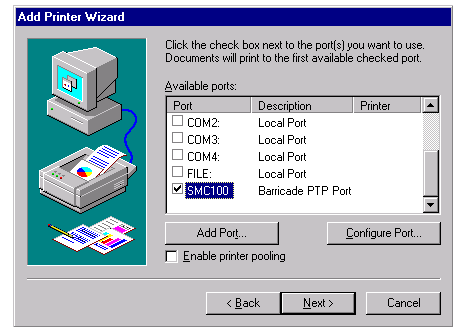 Add Printer Wizard
Click the check box next to the port(s) you want to use.
Documents will print to the first available checked port.
Available ports:
Port Description Printer
COM2: Local Port
COM3: Local Port
COM4: Local Port
FILE: Local Port
SMC100 Barricade PTP Port
Add Port... Configure Port...
Enable printer pooling
< Back Next > Cancel